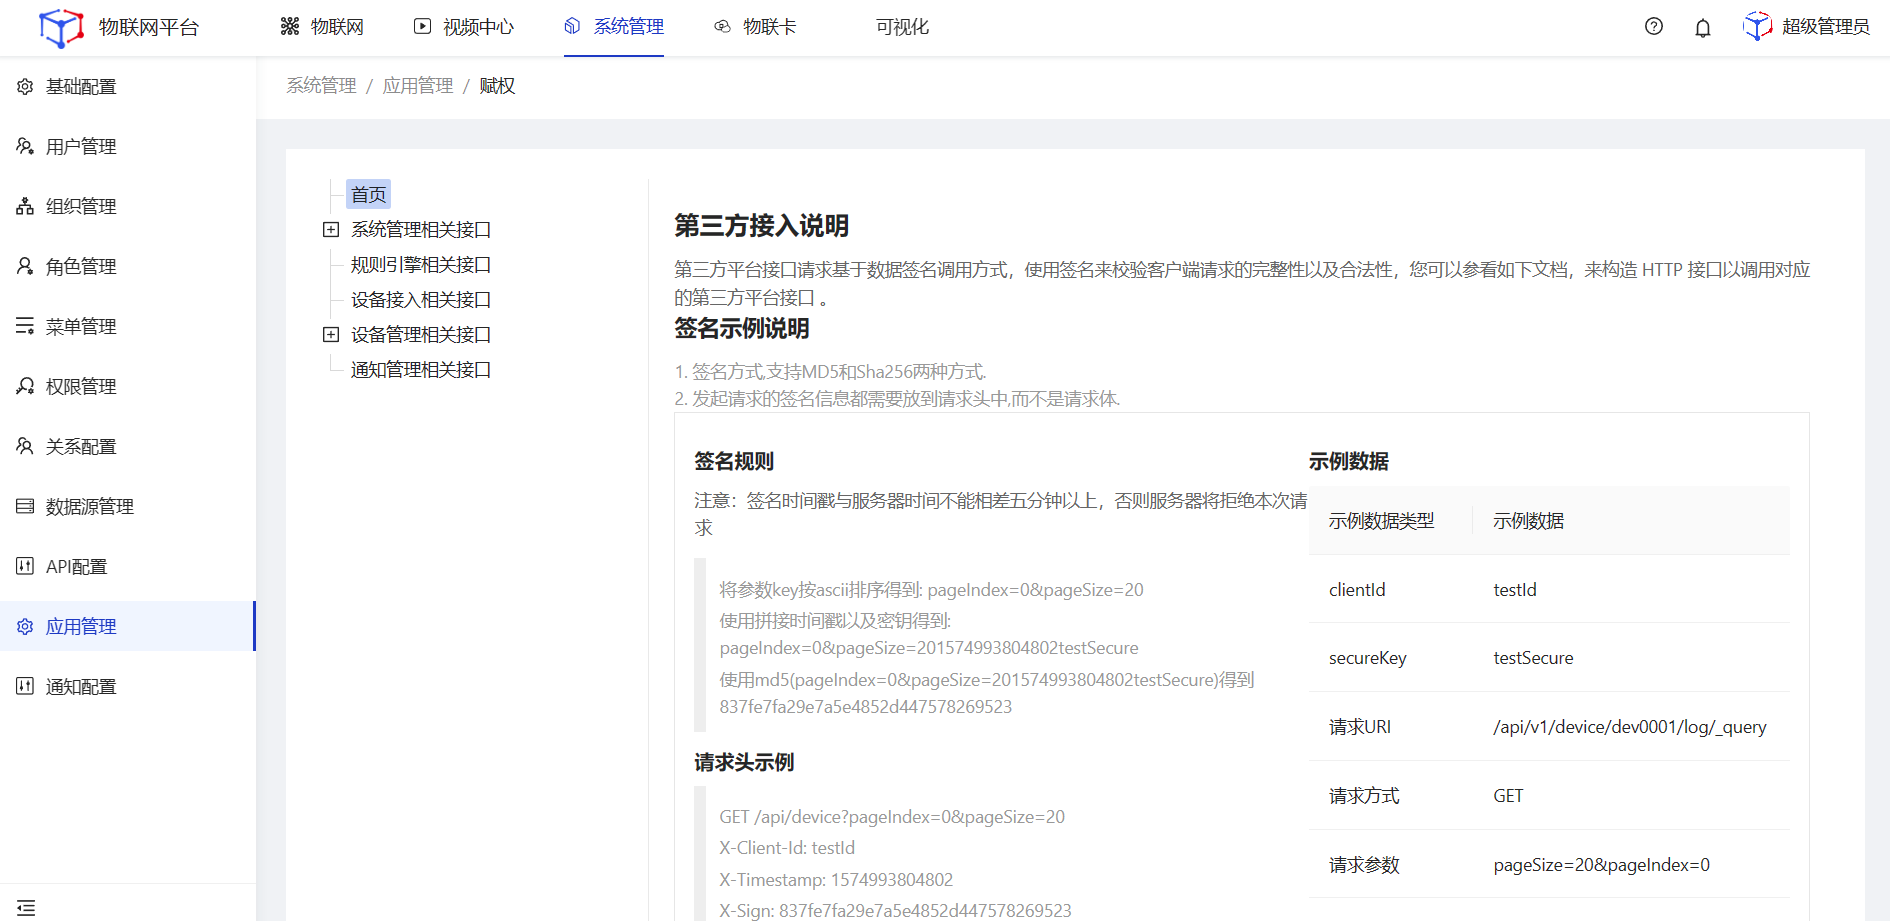 物联网平台
物联网
视频中心
系统管理
物联卡
可视化
超级管理员
基础配置
用户管理
组织管理
角色管理
菜单管理
权限管理
关系配置
数据源管理
API配置
应用管理
通知配置
系统管理 / 应用管理 / 赋权
首页
系统管理相关接口
规则引擎相关接口
设备接入相关接口
设备管理相关接口
通知管理相关接口
第三方接入说明
第三方平台接口请求基于数据签名调用方式，使用签名来校验客户端请求的完整性以及合法性，您可以参看如下文档，来构造 HTTP 接口以调用对应
的第三方平台接口 。
签名示例说明
1. 签名方式,支持MD5和Sha256两种方式.
2. 发起请求的签名信息都需要放到请求头中,而不是请求体.
签名规则
注意：签名时间戳与服务器时间不能相差五分钟以上，否则服务器将拒绝本次请
求
将参数key按ascii排序得到: pageIndex=0&pageSize=20
使用拼接时间戳以及密钥得到:
pageIndex=0&pageSize=201574993804802testSecure
使用md5(pageIndex=0&pageSize=201574993804802testSecure)得到
837fe7fa29e7a5e4852d447578269523
请求头示例
GET /api/device?pageIndex=0&pageSize=20
X-Client-Id: testId
X-Timestamp: 1574993804802
X-Sign: 837fe7fa29e7a5e4852d447578269523
示例数据
示例数据类型 示例数据
clientId testId
secureKey testSecure
请求URI /api/v1/device/dev0001/log/_query
请求方式 GET
请求参数 pageSize=20&pageIndex=0